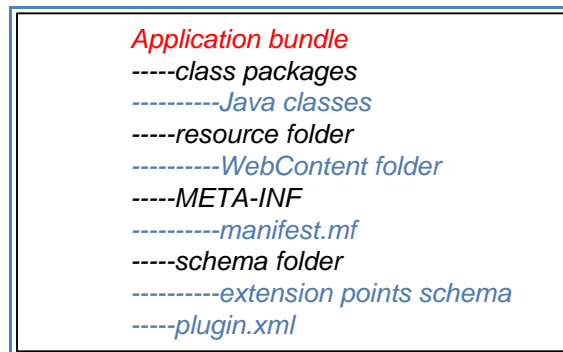 Application bundle
-----class packages
----------Java classes
-----resource folder
----------WebContent folder
-----META-INF
----------manifest.mf
-----schema folder
----------extension points schema
-----plugin.xml